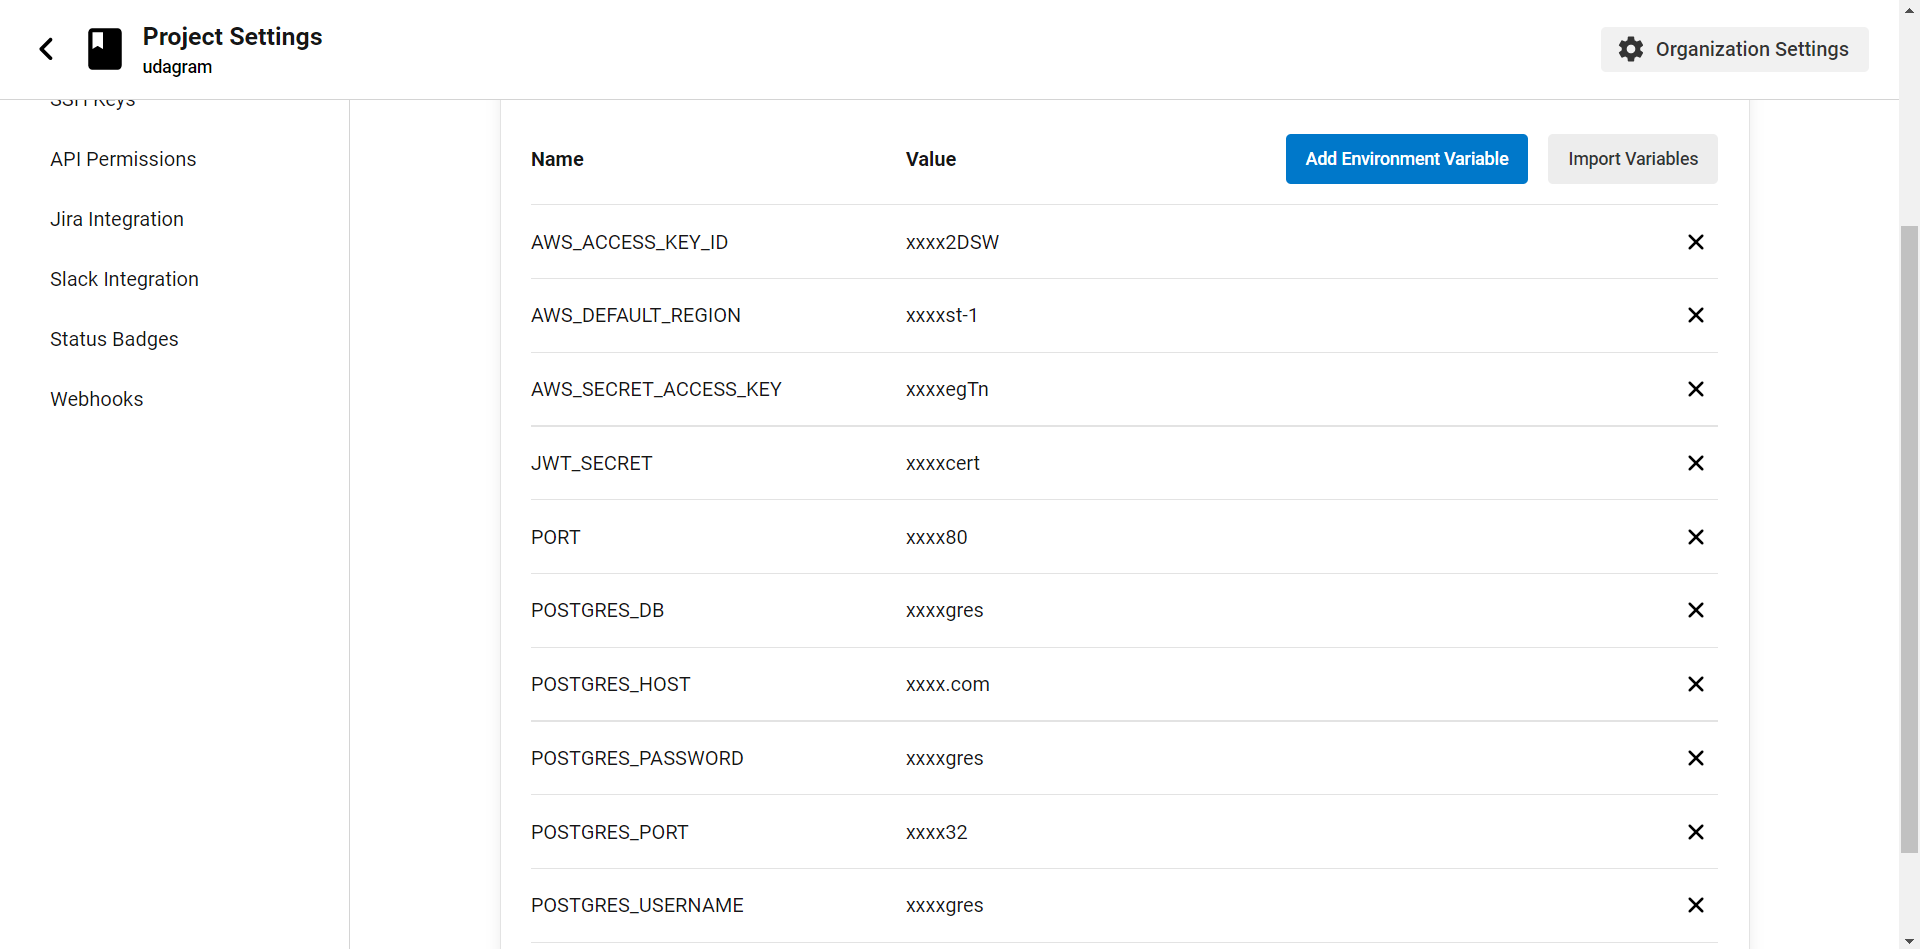 Project Settings
udagram
Organization Settings
SSH Keys
API Permissions
Jira Integration
Slack Integration
Status Badges
Webhooks
Name Value Add Environment Variable Import Variables
AWS_ACCESS_KEY_ID xxxx2DSW
AWS_DEFAULT_REGION xxxxst-1
AWS_SECRET_ACCESS_KEY xxxxegTn
JWT_SECRET xxxxcert
PORT xxxx80
POSTGRES_DB xxxxgres
POSTGRES_HOST xxxx.com
POSTGRES_PASSWORD xxxxgres
POSTGRES_PORT xxxx32
POSTGRES_USERNAME xxxxgres